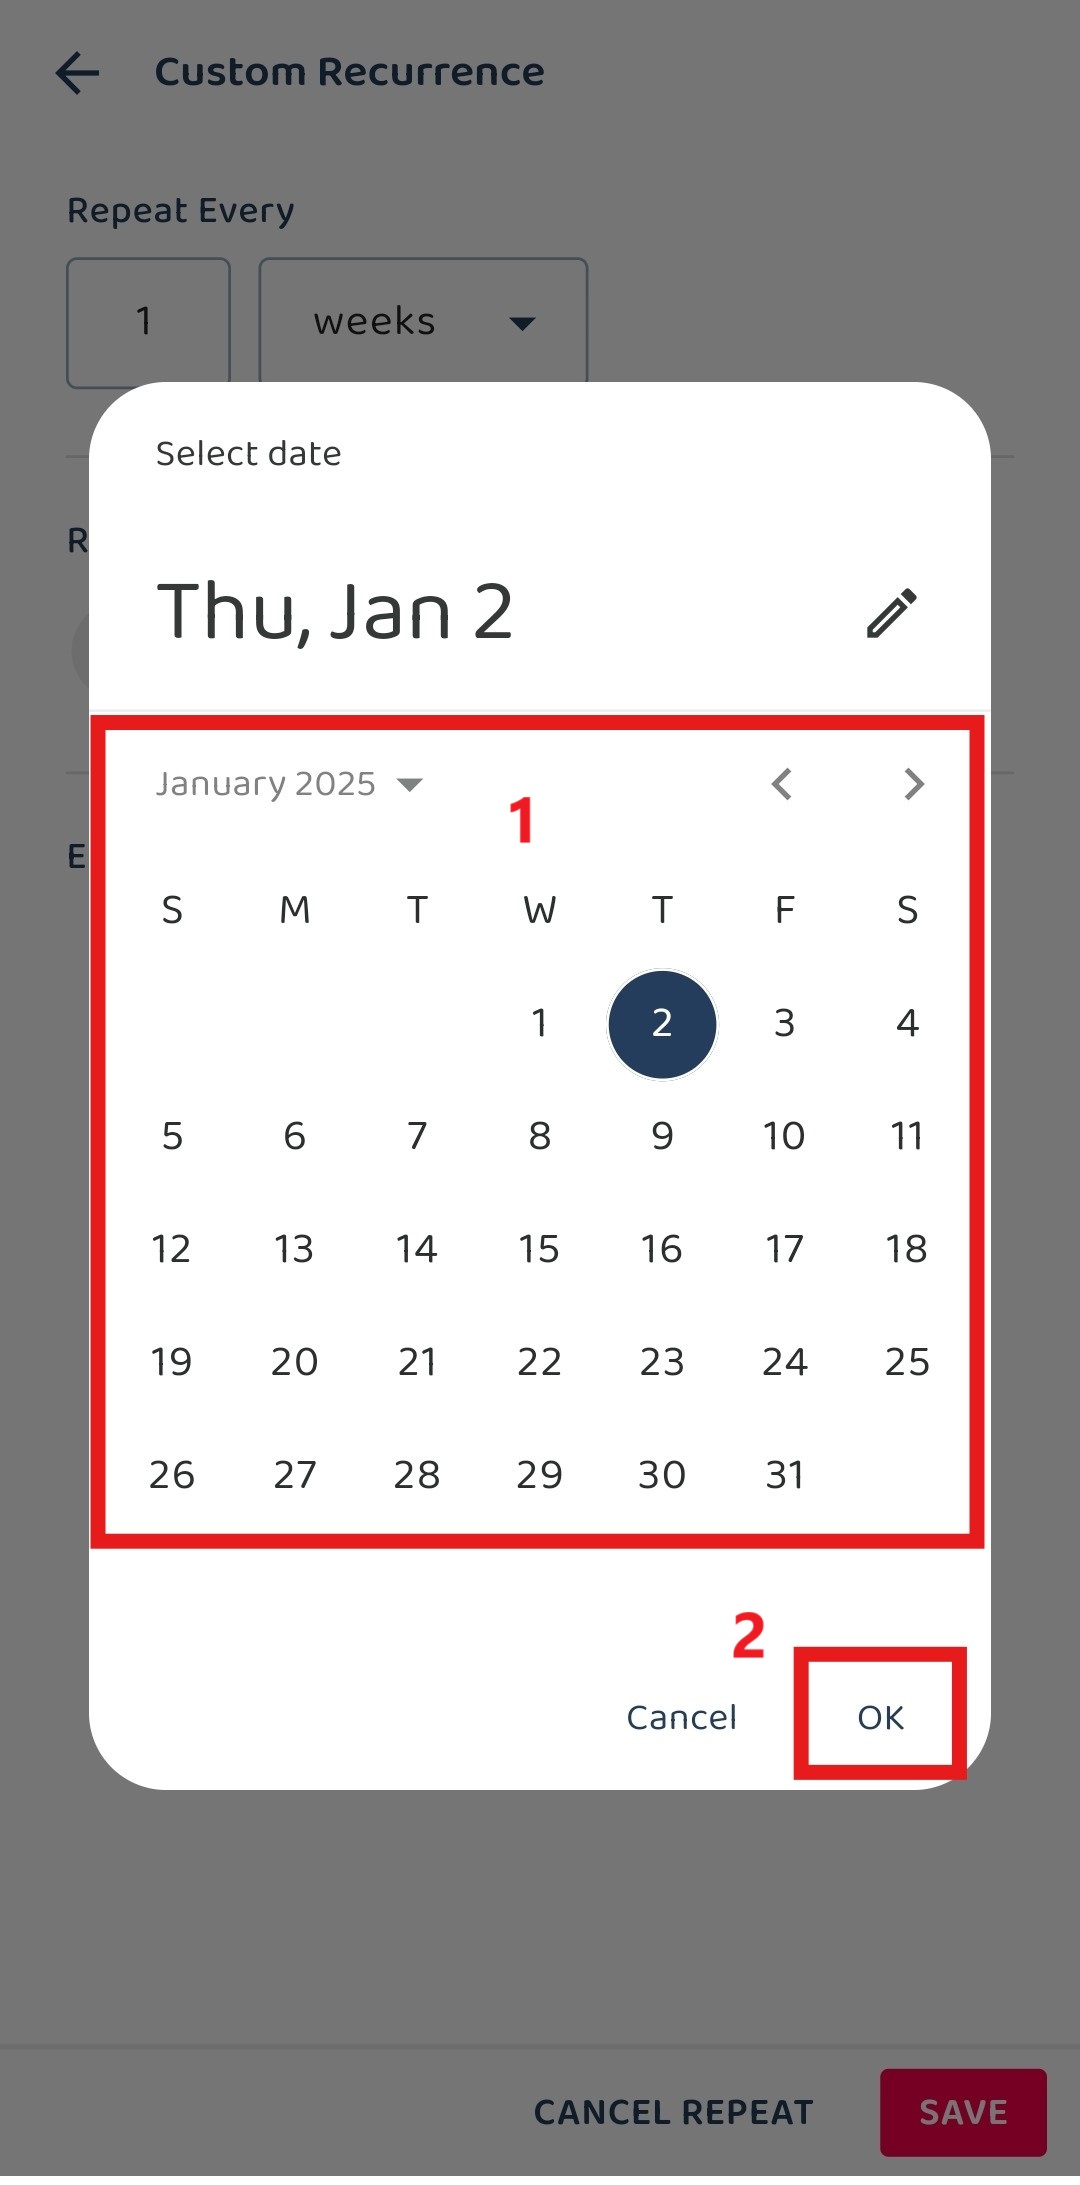 Custom Recurrence
Repeat Every
1 weeks
Select date
R
Thu, Jan 2
January 2025
1
E
S M T W T F S
1 2 3 4
5 6 7 8 9 10 11
12 13 14 15 16 17 18
19 20 21 22 23 24 25
26 27 28 29 30 31
2
Cancel OK
CANCEL REPEAT SAVE